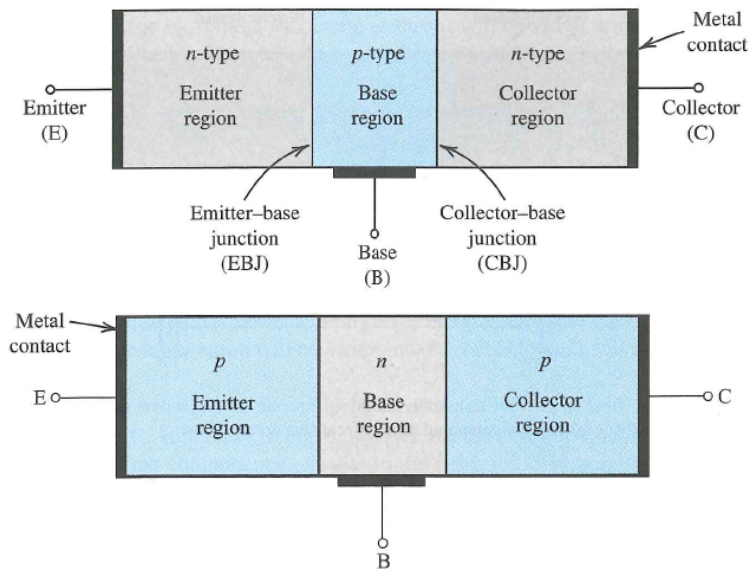 Metal
contact
n-type
p-type
n-type
Emitter
region
Base
region
Collector
region
Emitter
(E)
Collector
(C)
Emitter–base
junction
(EBJ)
Base
(B)
Collector–base
junction
(CBJ)
Metal
contact
p
n
p
E
Emitter
region
Base
region
Collector
region
C
B